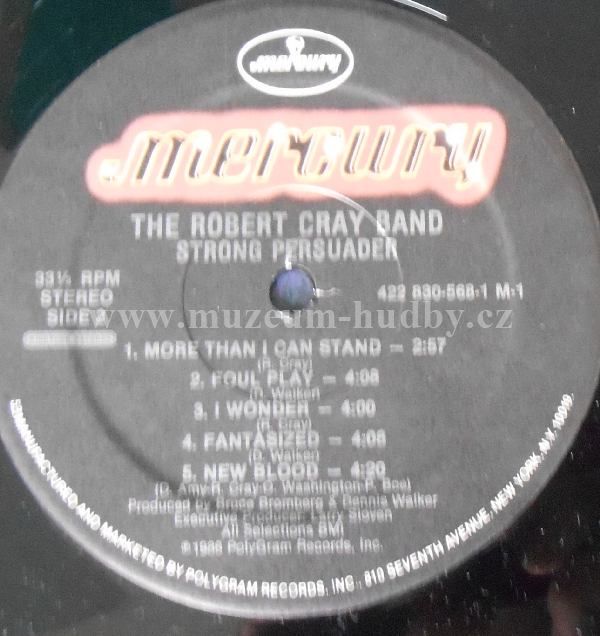 mercury
mercury
THE ROBERT CRAY BAND
STRONG PERSUADER
33⅓ RPM
STEREO
SIDE 2
422 830-568-1 M-1
www.muzeum-hudby.cz
1. MORE THAN I CAN STAND – 2:57
(R. Cray)
2. FOUL PLAY – 4:08
(D. Walker)
3. I WONDER – 4:00
(R. Cray)
4. FANTASIZED – 4:08
(D. Walker)
5. NEW BLOOD – 4:20
(D. Amy-R. Cray-D. Washington-P. Boe)
Produced by Bruce Bromberg & Dennis Walker
Executive Producers Sloven
All Selections BMI
℗ 1986 PolyGram Records, Inc.
MANUFACTURED AND MARKETED BY POLYGRAM RECORDS, INC., 810 SEVENTH AVENUE, NEW YORK, N.Y. 10019